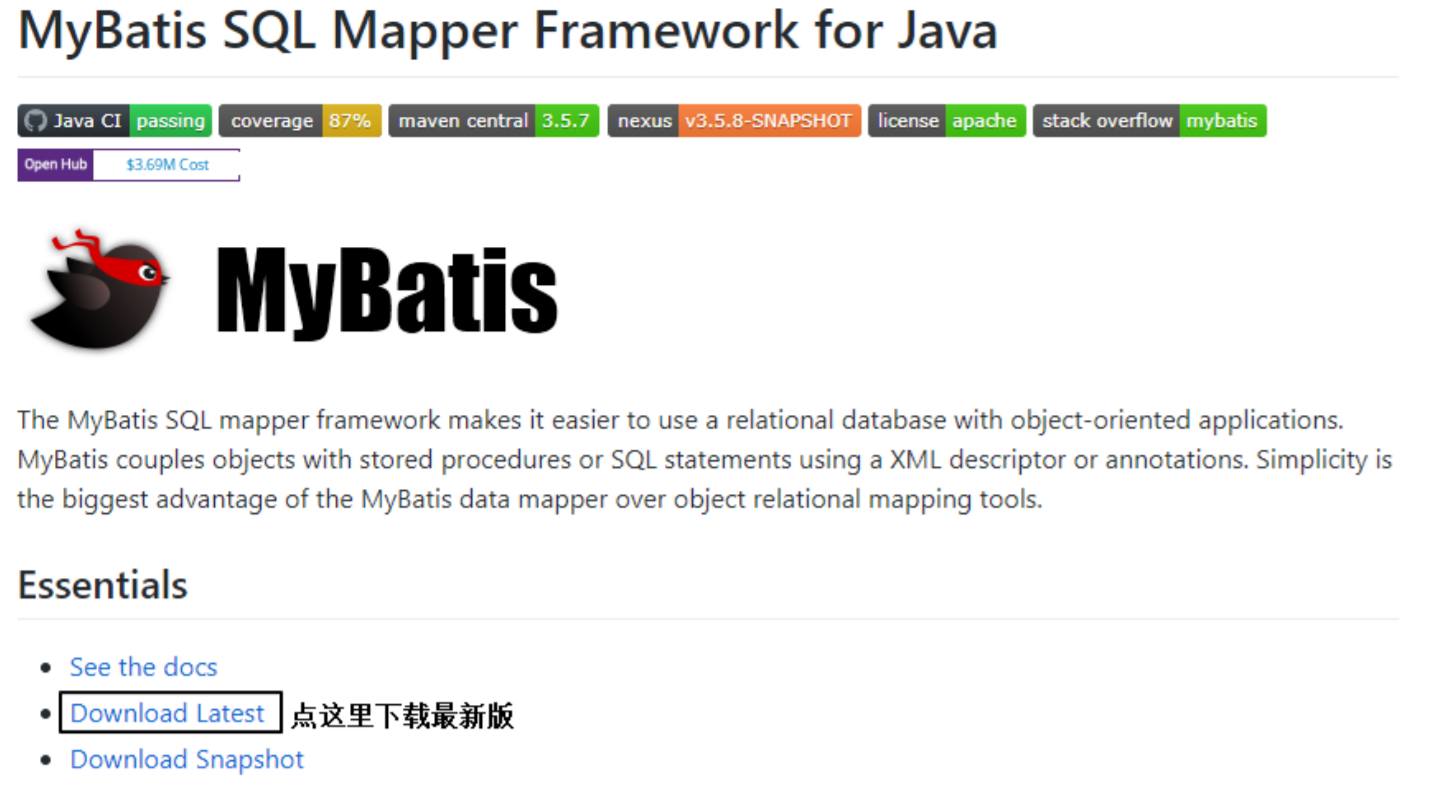 MyBatis SQL Mapper Framework for Java
Java CI passing coverage 87% maven central 3.5.7 nexus v3.5.8-SNAPSHOT license apache stack overflow mybatis
Open Hub $3.69M Cost
MyBatis
The MyBatis SQL mapper framework makes it easier to use a relational database with object-oriented applications.
MyBatis couples objects with stored procedures or SQL statements using a XML descriptor or annotations. Simplicity is
the biggest advantage of the MyBatis data mapper over object relational mapping tools.
Essentials
See the docs
Download Latest 点这里下载最新版
Download Snapshot